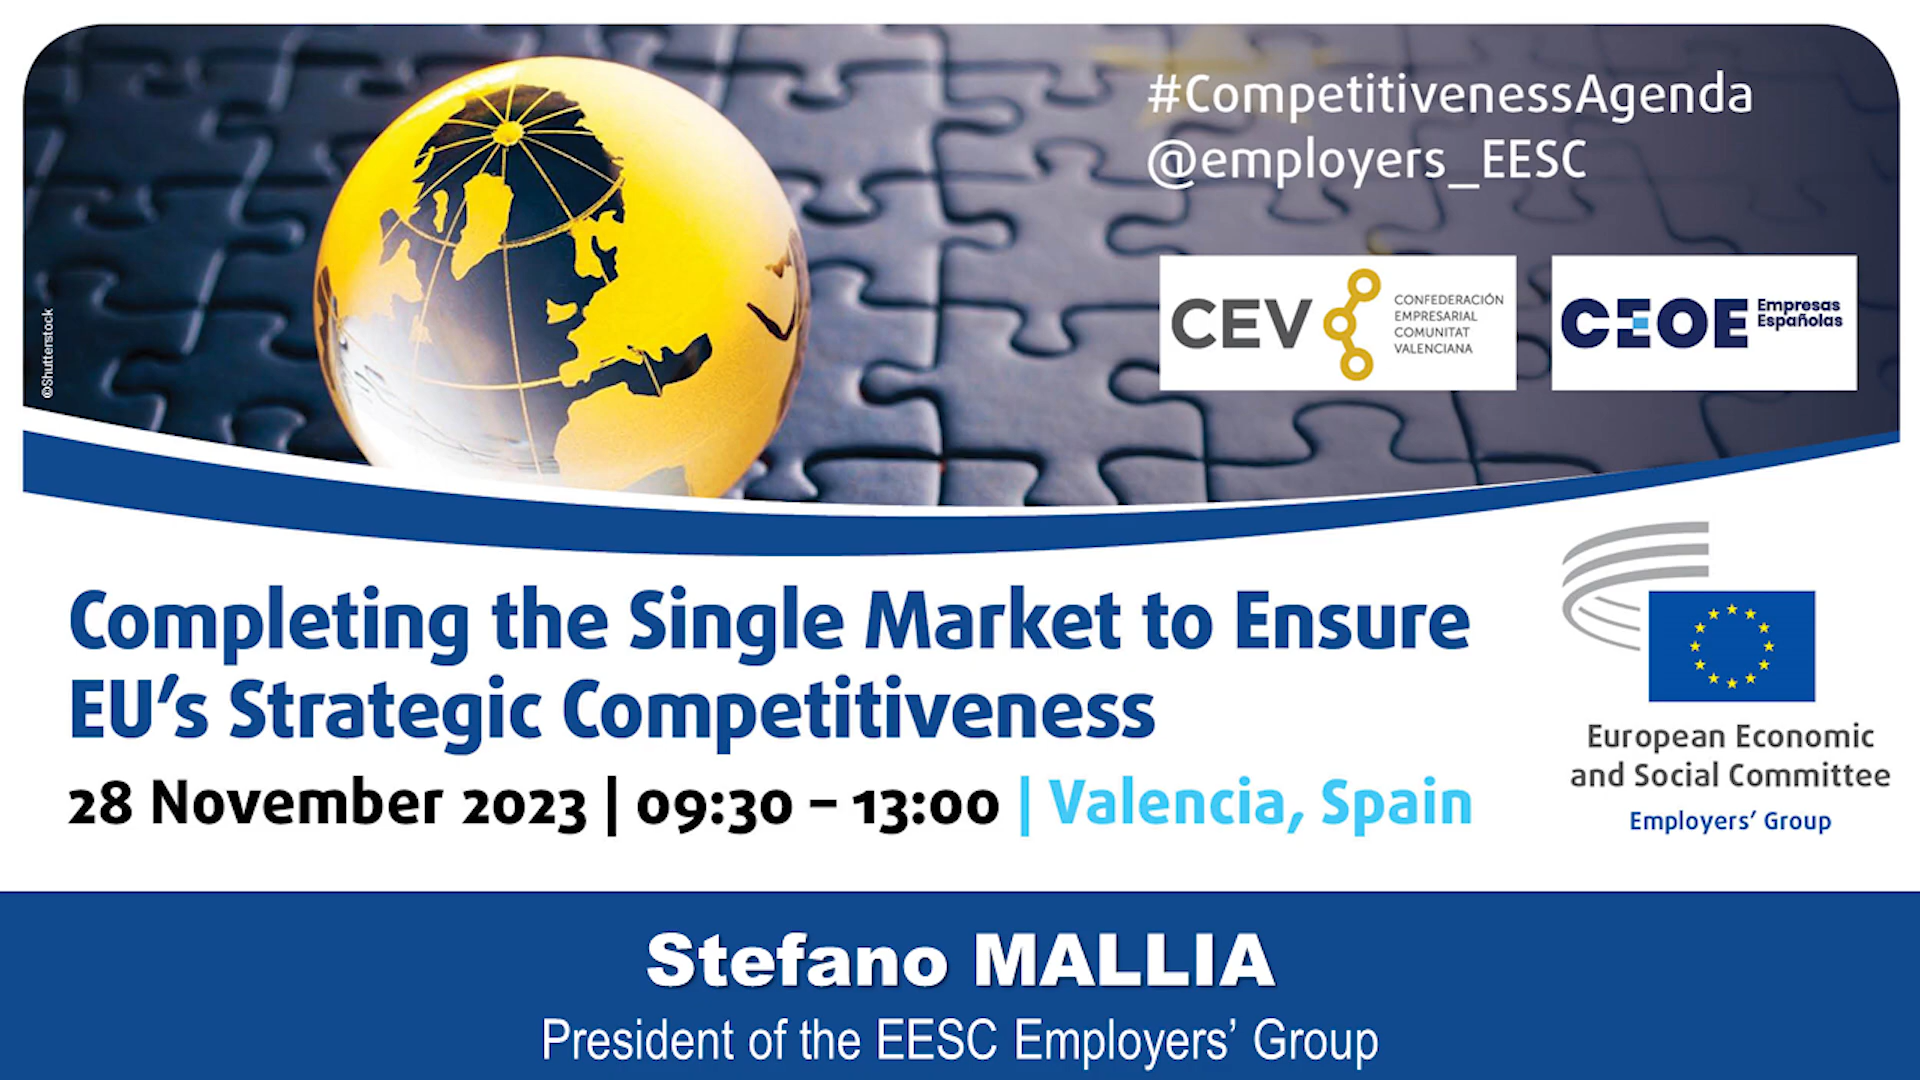 #CompetitivenessAgenda
@employers_EESC
CEV
CONFEDERACIÓN
EMPRESARIAL
COMUNITAT
VALENCIANA
CEOE
Empresas
Españolas
©Shutterstock
Completing the Single Market to Ensure
EU’s Strategic Competitiveness
28 November 2023 | 09:30 – 13:00 | Valencia, Spain
European Economic
and Social Committee
Employers’ Group
Stefano MALLIA
President of the EESC Employers’ Group